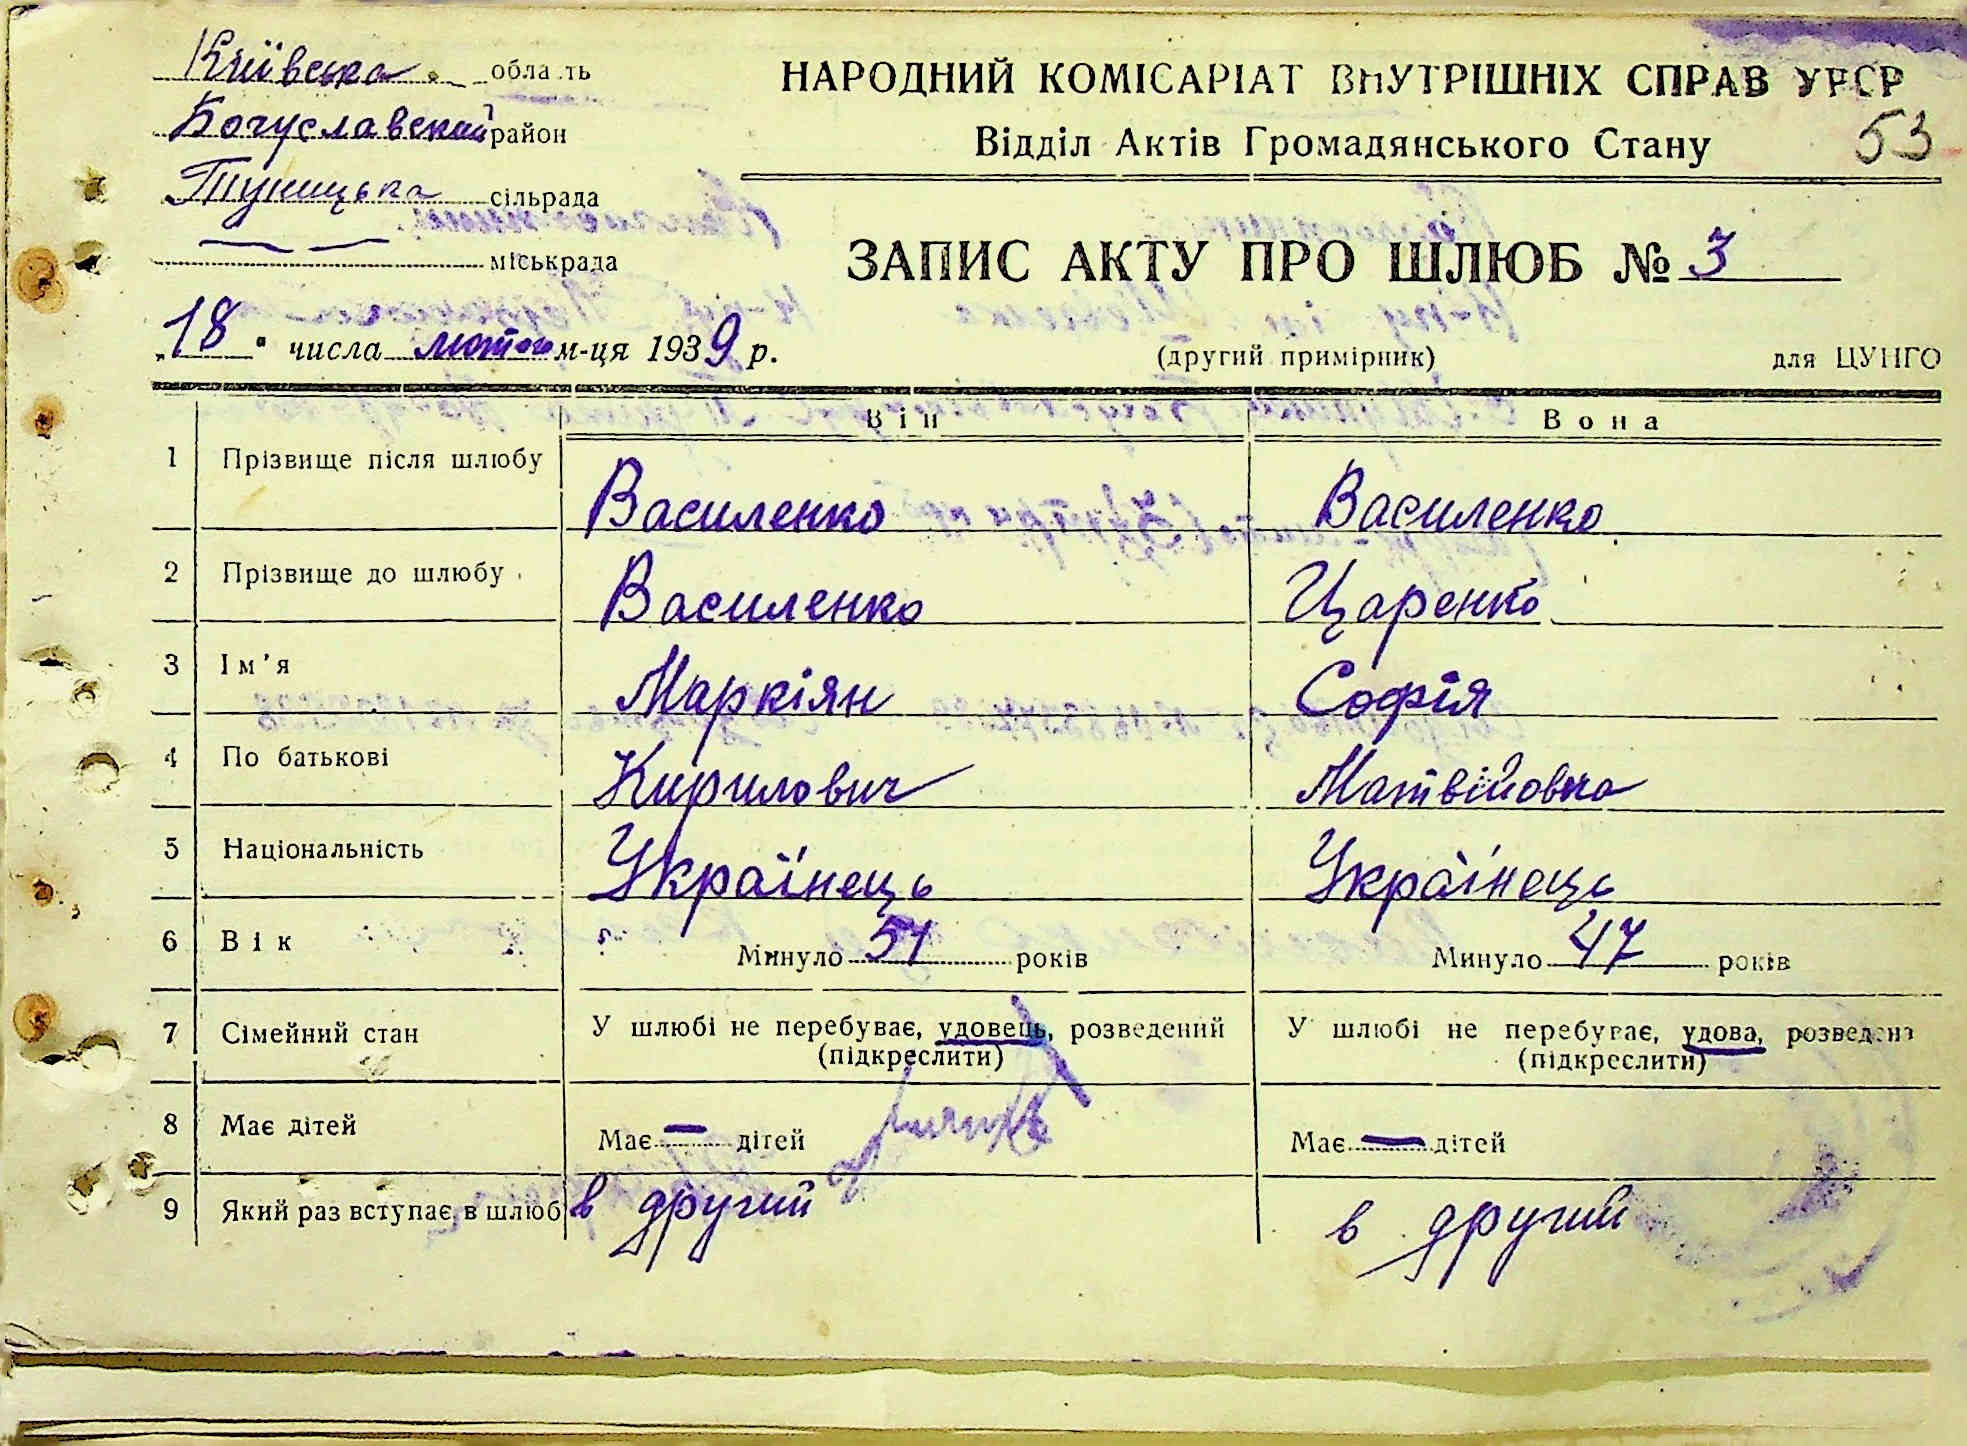 Київська область
Богуславский район
Туницька сільрада
міськрада
НАРОДНИЙ КОМІСАРІАТ ВНУТРІШНІХ СПРАВ УРСР
Відділ Актів Громадянського Стану
53
ЗАПИС АКТУ ПРО ШЛЮБ № 3
„18" числа лютого м-ця 1939 р.
(другий примірник)
для ЦУНГО
Він Вона
1 Прізвище після шлюбу Василенко Василенко
2 Прізвище до шлюбу Василенко Царенко
3 Ім'я Маркіян Софія
4 По батькові Кирилович Матвійовна
5 Національність Українець Українець
6 Вік Минуло 51 років Минуло 47 років
7 Сімейний стан У шлюбі не перебуває, удовець, розведений У шлюбі не перебуває, удова, розведена
(підкреслити) (підкреслити)
8 Має дітей Має — дітей Має — дітей
9 Який раз вступає в шлюб в другий в другий